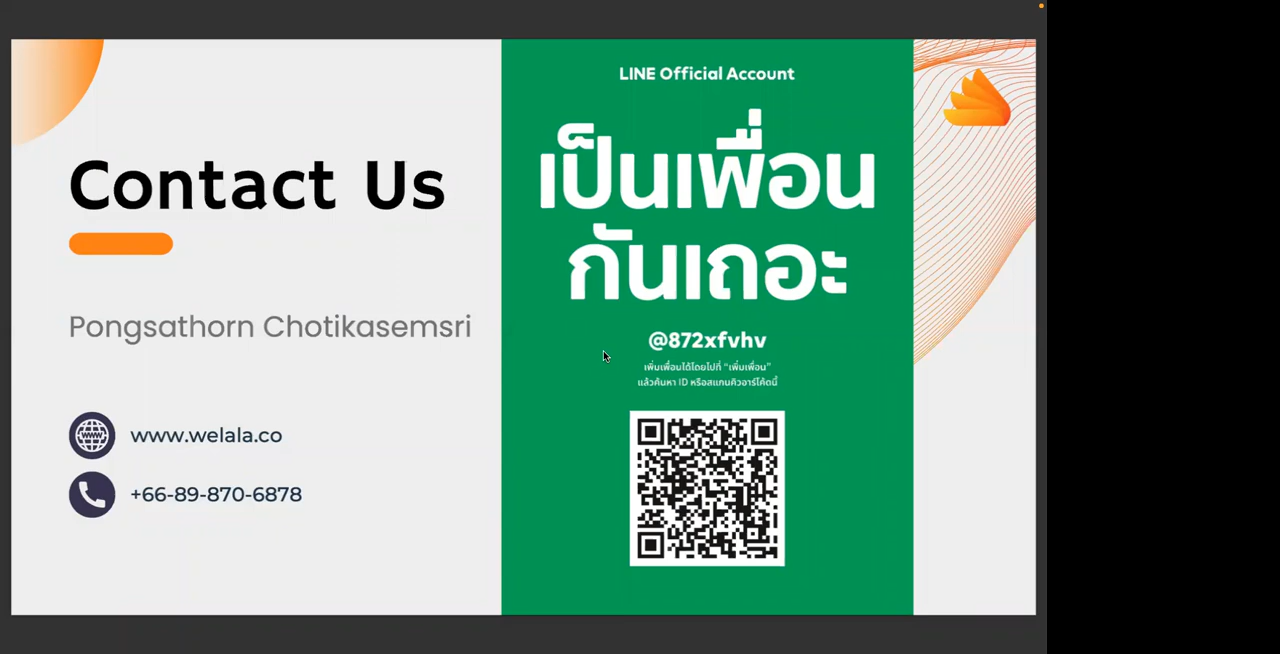 Contact Us
Pongsathorn Chotikasemsri
www.welala.co
+66-89-870-6878
LINE Official Account
เป็นเพื่อน
กันเถอะ
@872xfvhv
เพิ่มเพื่อนได้โดยไปที่ “เพิ่มเพื่อน”
แล้วค้นหา ID หรือสแกนคิวอาร์โค้ดนี้